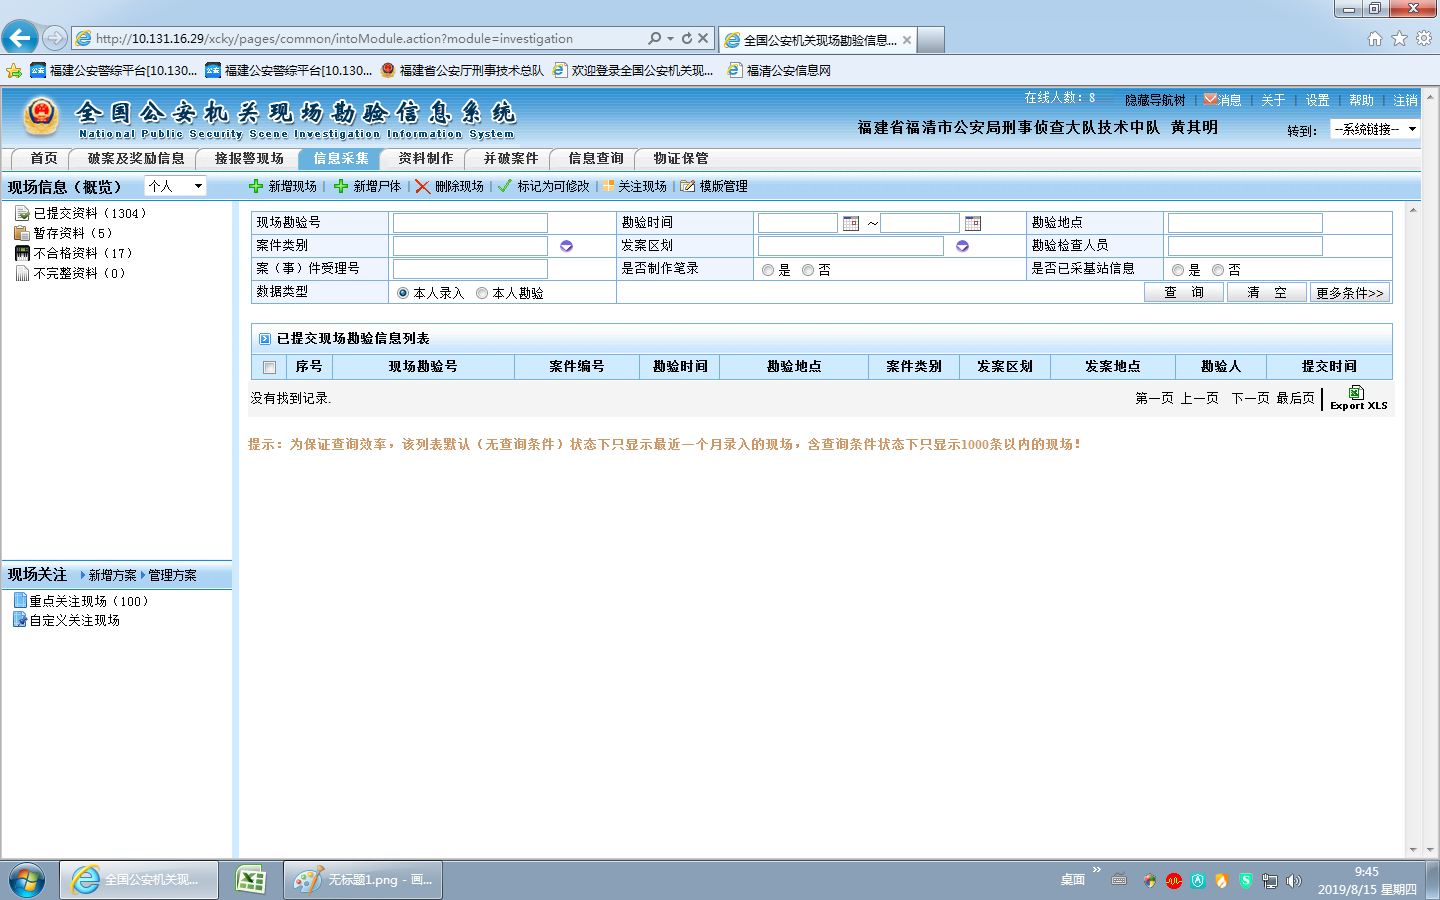 http://10.131.16.29/xcky/pages/common/intoModule.action?module=investigation
全国公安机关现场勘验信息...
福建公安警综平台[10.130...
福建公安警综平台[10.130...
福建省公安厅刑事技术总队
欢迎登录全国公安机关现...
福清公安信息网
全国公安机关现场勘验信息系统
National Public Security Scene Investigation Information System
在线人数：8
隐藏导航树
消息
关于
设置
帮助
注销
福建省福清市公安局刑事侦查大队技术中队 黄其明
转到：
--系统链接--
首页
破案及奖励信息
接报警现场
信息采集
资料制作
并破案件
信息查询
物证保管
现场信息（概览）
个人
新增现场
新增尸体
删除现场
标记为可修改
关注现场
模版管理
已提交资料（1304）
暂存资料（5）
不合格资料（17）
不完整资料（0）
现场勘验号
勘验时间
~
勘验地点
案件类别
发案区划
勘验检查人员
案（事）件受理号
是否制作笔录
是
否
是否已采基站信息
是
否
数据类型
本人录入
本人勘验
查 询
清 空
更多条件>>
已提交现场勘验信息列表
序号
现场勘验号
案件编号
勘验时间
勘验地点
案件类别
发案区划
发案地点
勘验人
提交时间
没有找到记录.
第一页 上一页 下一页 最后页
Export XLS
提示：为保证查询效率，该列表默认（无查询条件）状态下只显示最近一个月录入的现场，含查询条件状态下只显示1000条以内的现场！
现场关注
新增方案
管理方案
重点关注现场（100）
自定义关注现场
全国公安机关现...
无标题1.png - 画...
桌面
9:45
2019/8/15 星期四